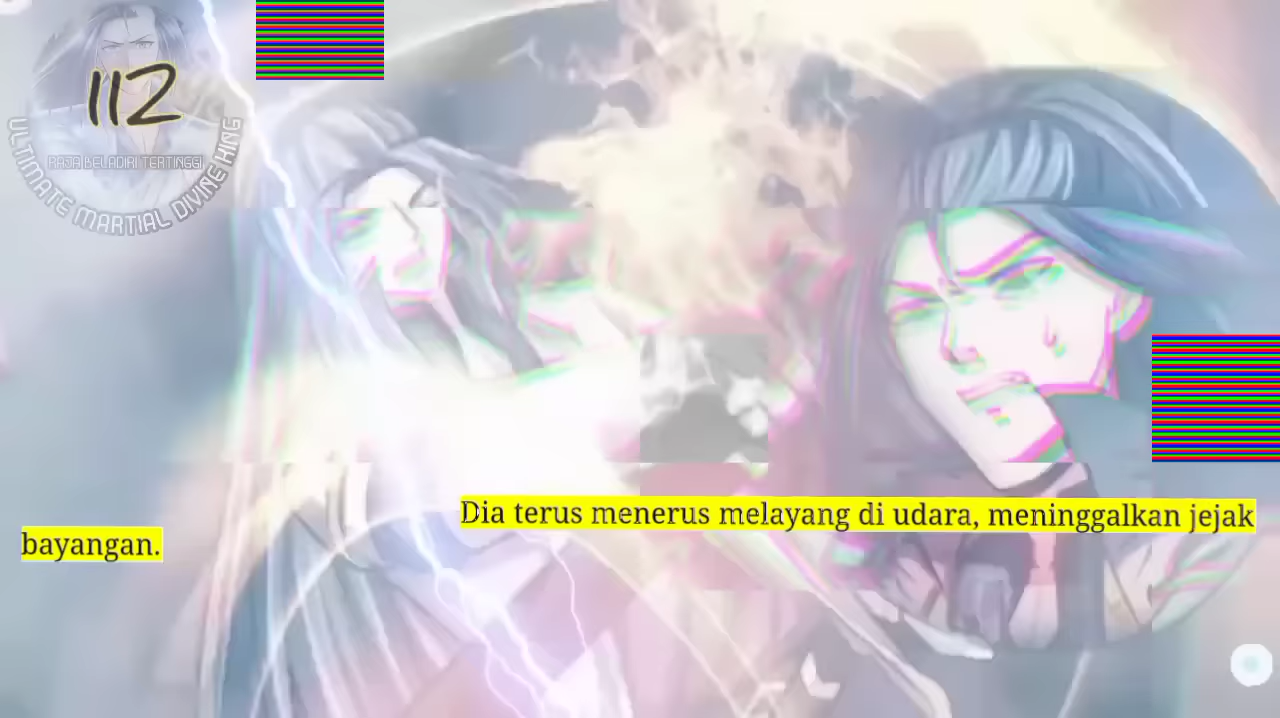 112
RAJA BELADIRI TERTINGGI
ULTIMATE MARTIAL DIVINE KING
Dia terus menerus melayang di udara, meninggalkan jejak
bayangan.